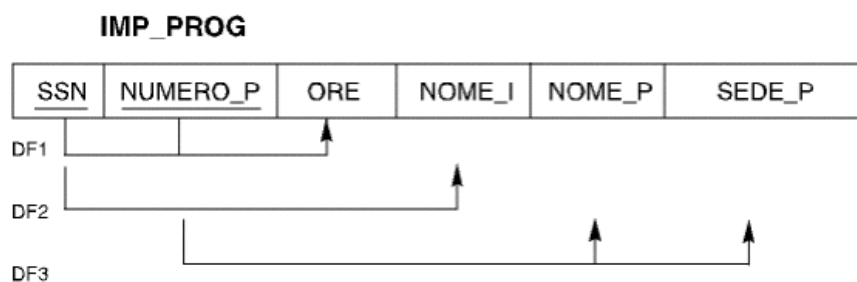 IMP_PROG
SSN NUMERO_P ORE NOME_I NOME_P SEDE_P
DF1
DF2
DF3